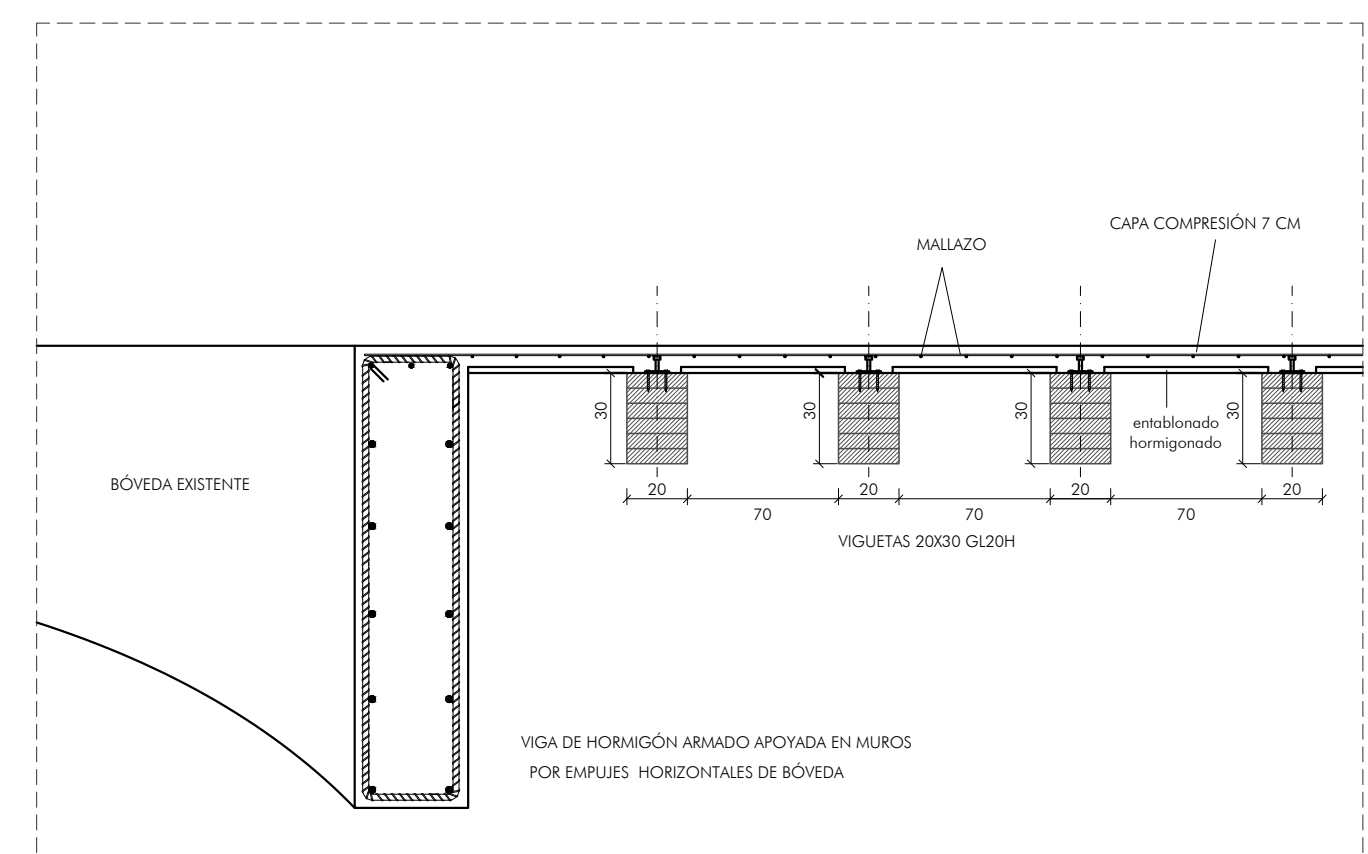 CAPA COMPRESIÓN 7 CM
MALLAZO
30
30
30
30
entablonado
hormigonado
BÓVEDA EXISTENTE
20
20
20
20
70
70
70
VIGUETAS 20X30 GL20H
VIGA DE HORMIGÓN ARMADO APOYADA EN MUROS
POR EMPUJES HORIZONTALES DE BÓVEDA